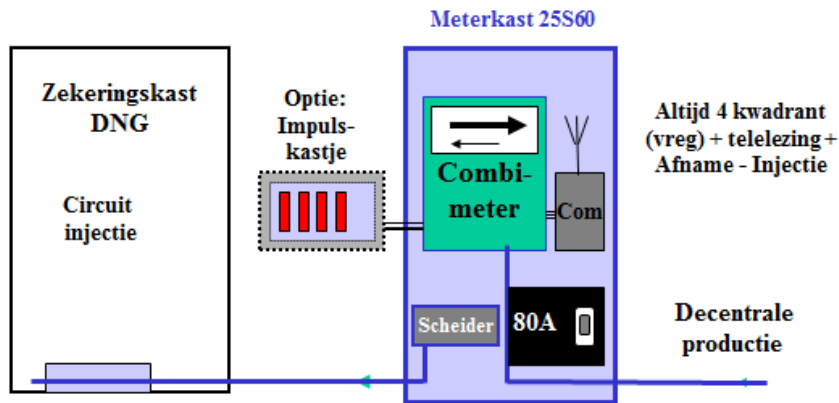 Meterkast 25S60
Zekeringskast
DNG
Circuit
injectie
Optie:
Impuls-
kastje
Combi-
meter
Com
Scheider
80A
Altijd 4 kwadrant
(vreg) + telelezing +
Afname - Injectie
Decentrale
productie